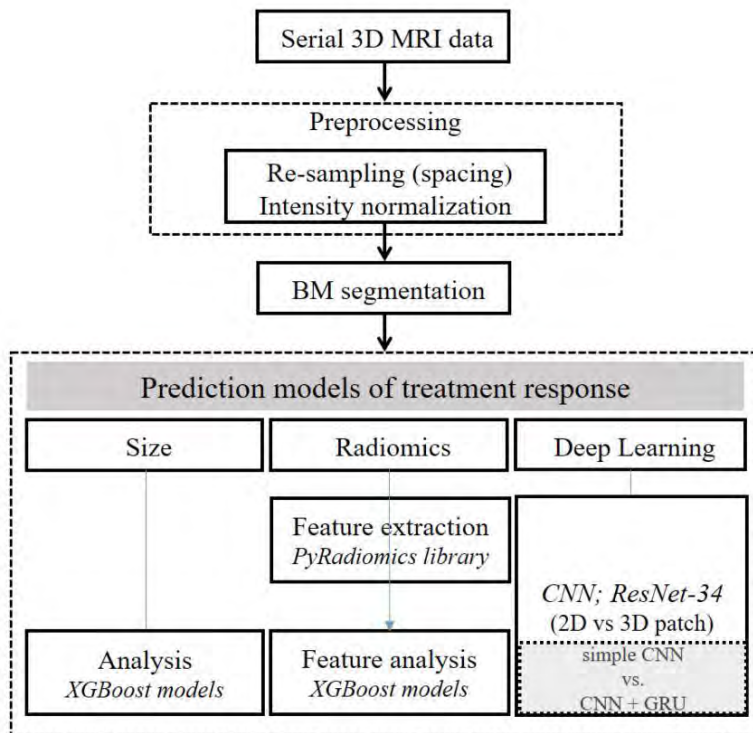 Serial 3D MRI data
Preprocessing
Re-sampling (spacing)
Intensity normalization
BM segmentation
Prediction models of treatment response
Size
Radiomics
Deep Learning
Feature extraction
PyRadiomics library
CNN; ResNet-34
(2D vs 3D patch)
Analysis
XGBoost models
Feature analysis
XGBoost models
simple CNN
vs.
CNN + GRU